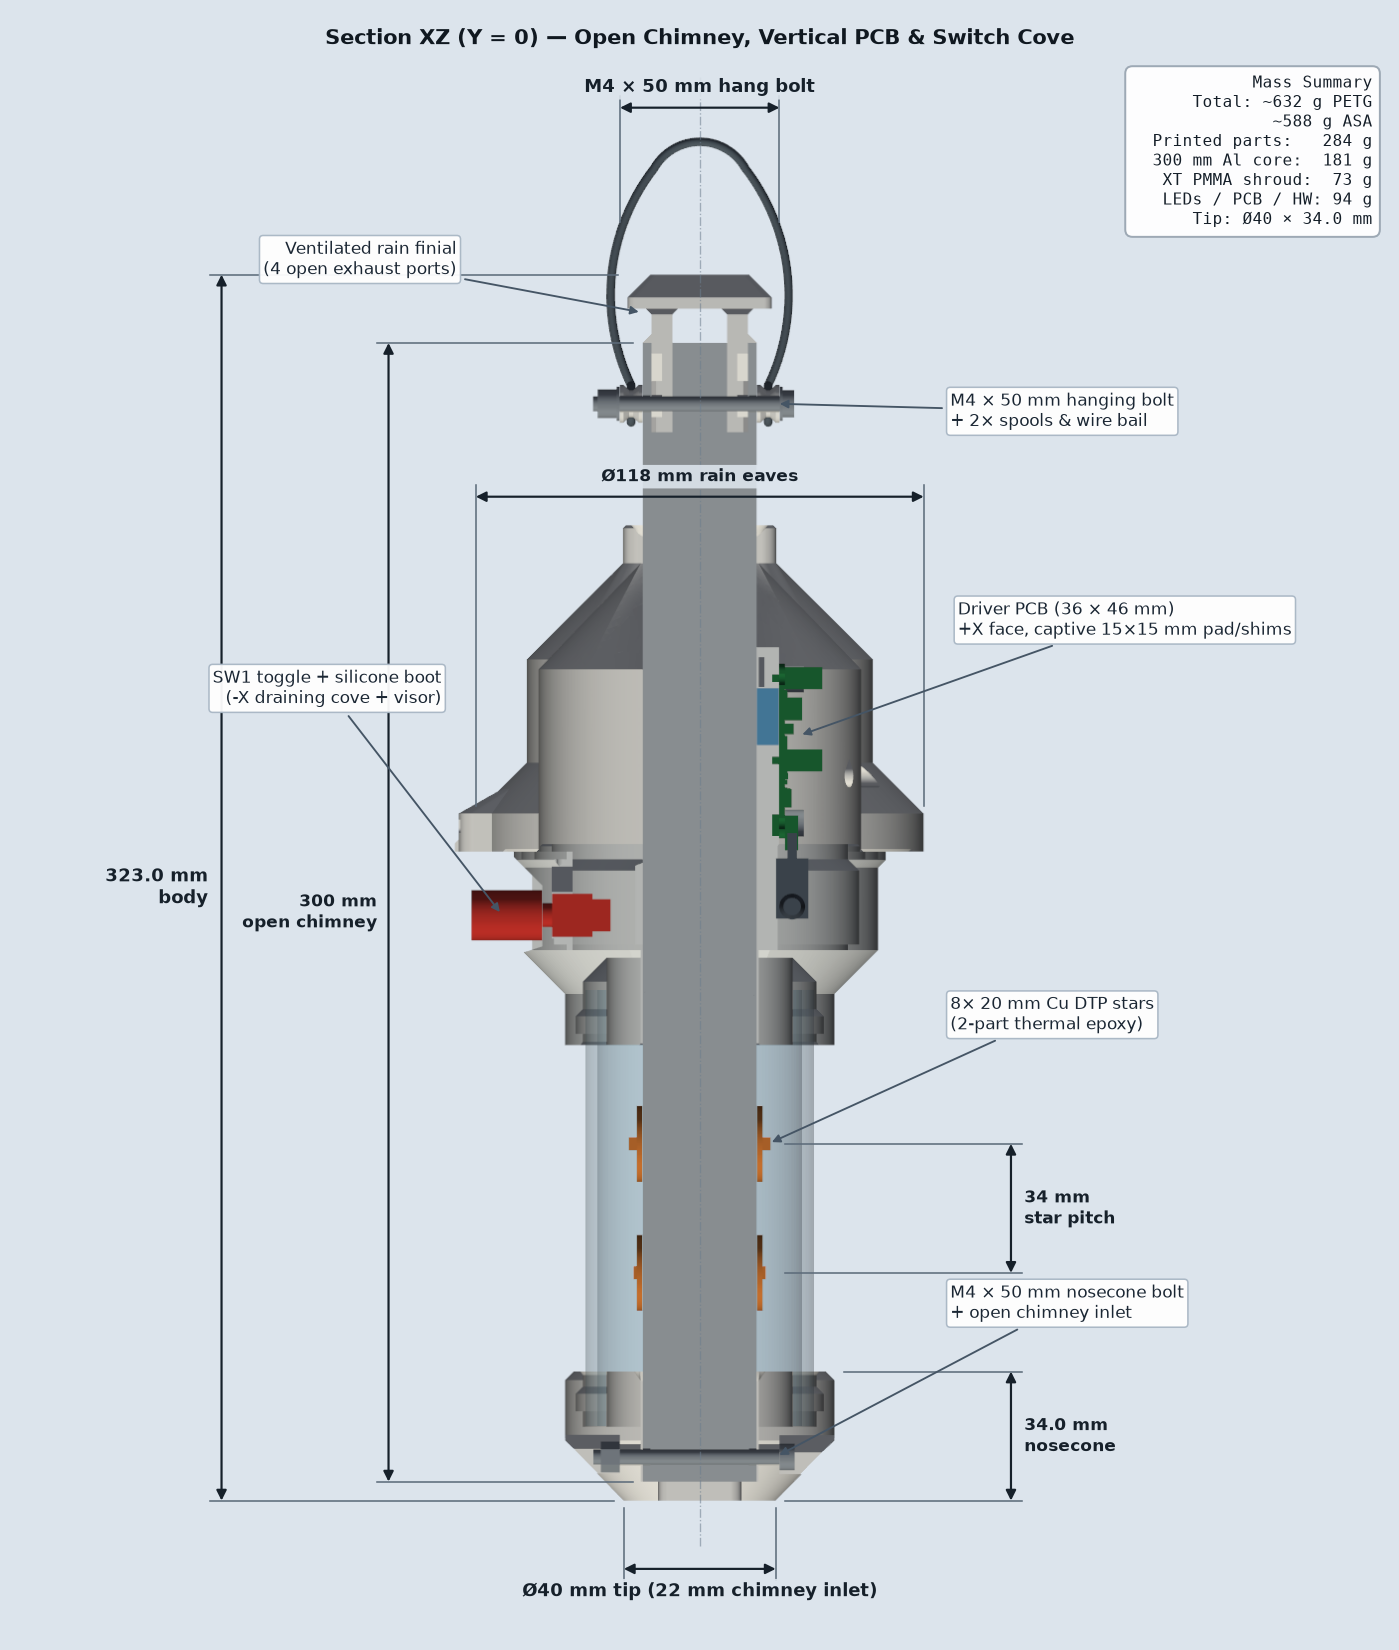 Section XZ (Y = 0) — Open Chimney, Vertical PCB & Switch Cove
M4 × 50 mm hang bolt
Mass Summary
Total: ~632 g PETG
~588 g ASA
Printed parts:   284 g
300 mm Al core:  181 g
XT PMMA shroud:  73 g
LEDs / PCB / HW: 94 g
Tip: Ø40 × 34.0 mm
Ventilated rain finial
(4 open exhaust ports)
M4 × 50 mm hanging bolt
+ 2× spools & wire bail
Ø118 mm rain eaves
Driver PCB (36 × 46 mm)
+X face, captive 15×15 mm pad/shims
SW1 toggle + silicone boot
(-X draining cove + visor)
323.0 mm
body
300 mm
open chimney
8× 20 mm Cu DTP stars
(2-part thermal epoxy)
34 mm
star pitch
M4 × 50 mm nosecone bolt
+ open chimney inlet
34.0 mm
nosecone
Ø40 mm tip (22 mm chimney inlet)